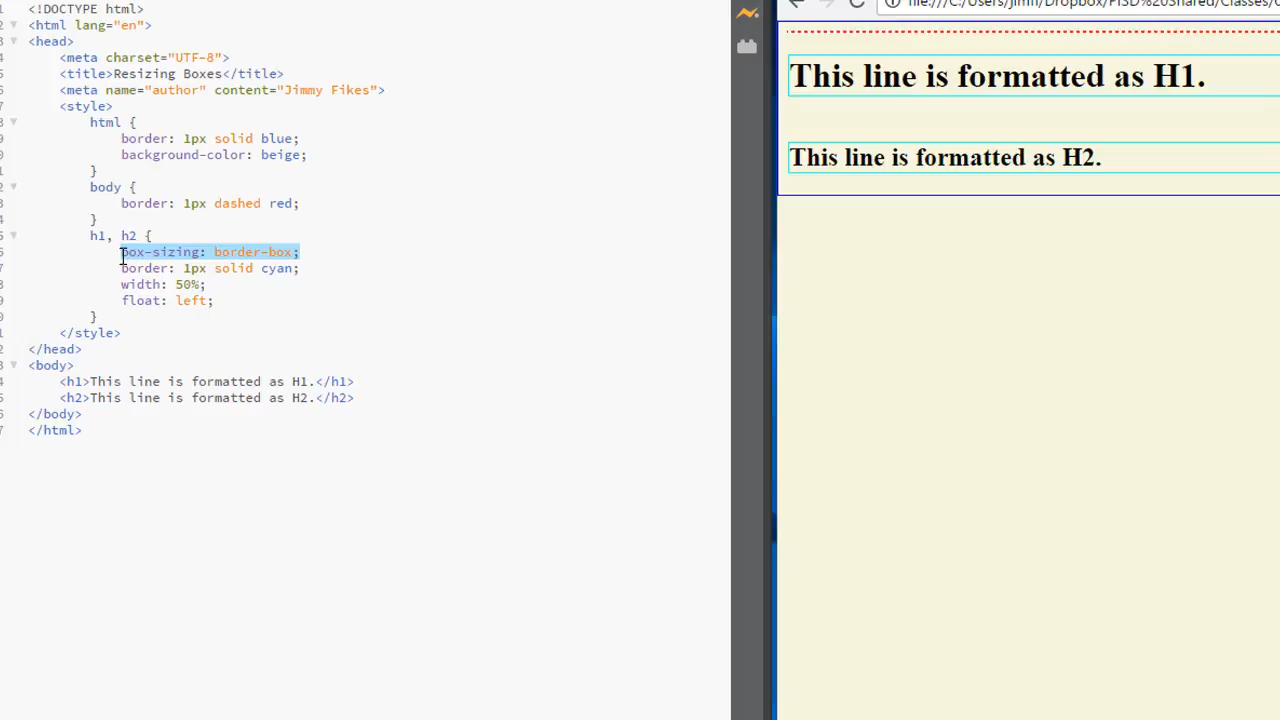 <!DOCTYPE html>
<html lang="en">
<head>
<meta charset="UTF-8">
<title>Resizing Boxes</title>
<meta name="author" content="Jimmy Fikes">
<style>
html {
border: 1px solid blue;
background-color: beige;
}
body {
border: 1px dashed red;
}
h1, h2 {
box-sizing: border-box;
border: 1px solid cyan;
width: 50%;
float: left;
}
</style>
</head>
<body>
<h1>This line is formatted as H1.</h1>
<h2>This line is formatted as H2.</h2>
</body>
</html>
This line is formatted as H1.
This line is formatted as H2.